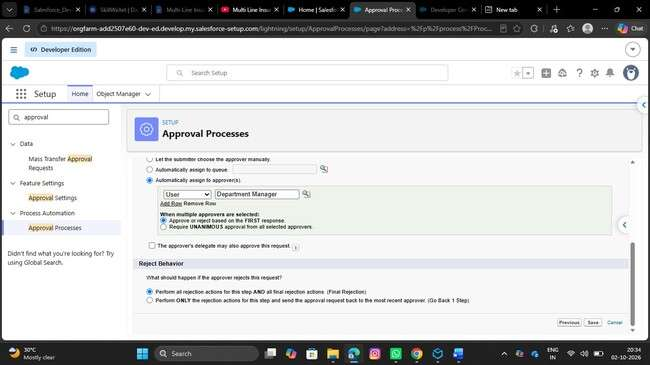 Salesforce_De
SkillWallet | D
Multi Line Ins
Multi Line Insu
Home | Salesf
Approval Proc
Developer Co
New tab
https://orgfarm-add2507e60-dev-ed.develop.my.salesforce-setup.com/lightning/setup/ApprovalProcesses/page?address=%2Fp%2Fprocess%2FProc...
Chat
Developer Edition
Search Setup
Setup
Home
Object Manager
approval
Data
Mass Transfer Approval
Requests
Feature Settings
Approval Settings
Process Automation
Approval Processes
Didn't find what you're looking for? Try
using Global Search.
SETUP
Approval Processes
Let the submitter choose the approver manually.
Automatically assign to queue.
Automatically assign to approver(s).
User
Department Manager
Add Row Remove Row
When multiple approvers are selected:
Approve or reject based on the FIRST response.
Require UNANIMOUS approval from all selected approvers.
The approver's delegate may also approve this request.
i
Reject Behavior
What should happen if the approver rejects this request?
Perform all rejection actions for this step AND all final rejection actions. (Final Rejection)
Perform ONLY the rejection actions for this step and send the approval request back to the most recent approver. (Go Back 1 Step)
Previous
Save
Cancel
30°C
Mostly clear
Search
ENG
IN
20:34
02-10-2026